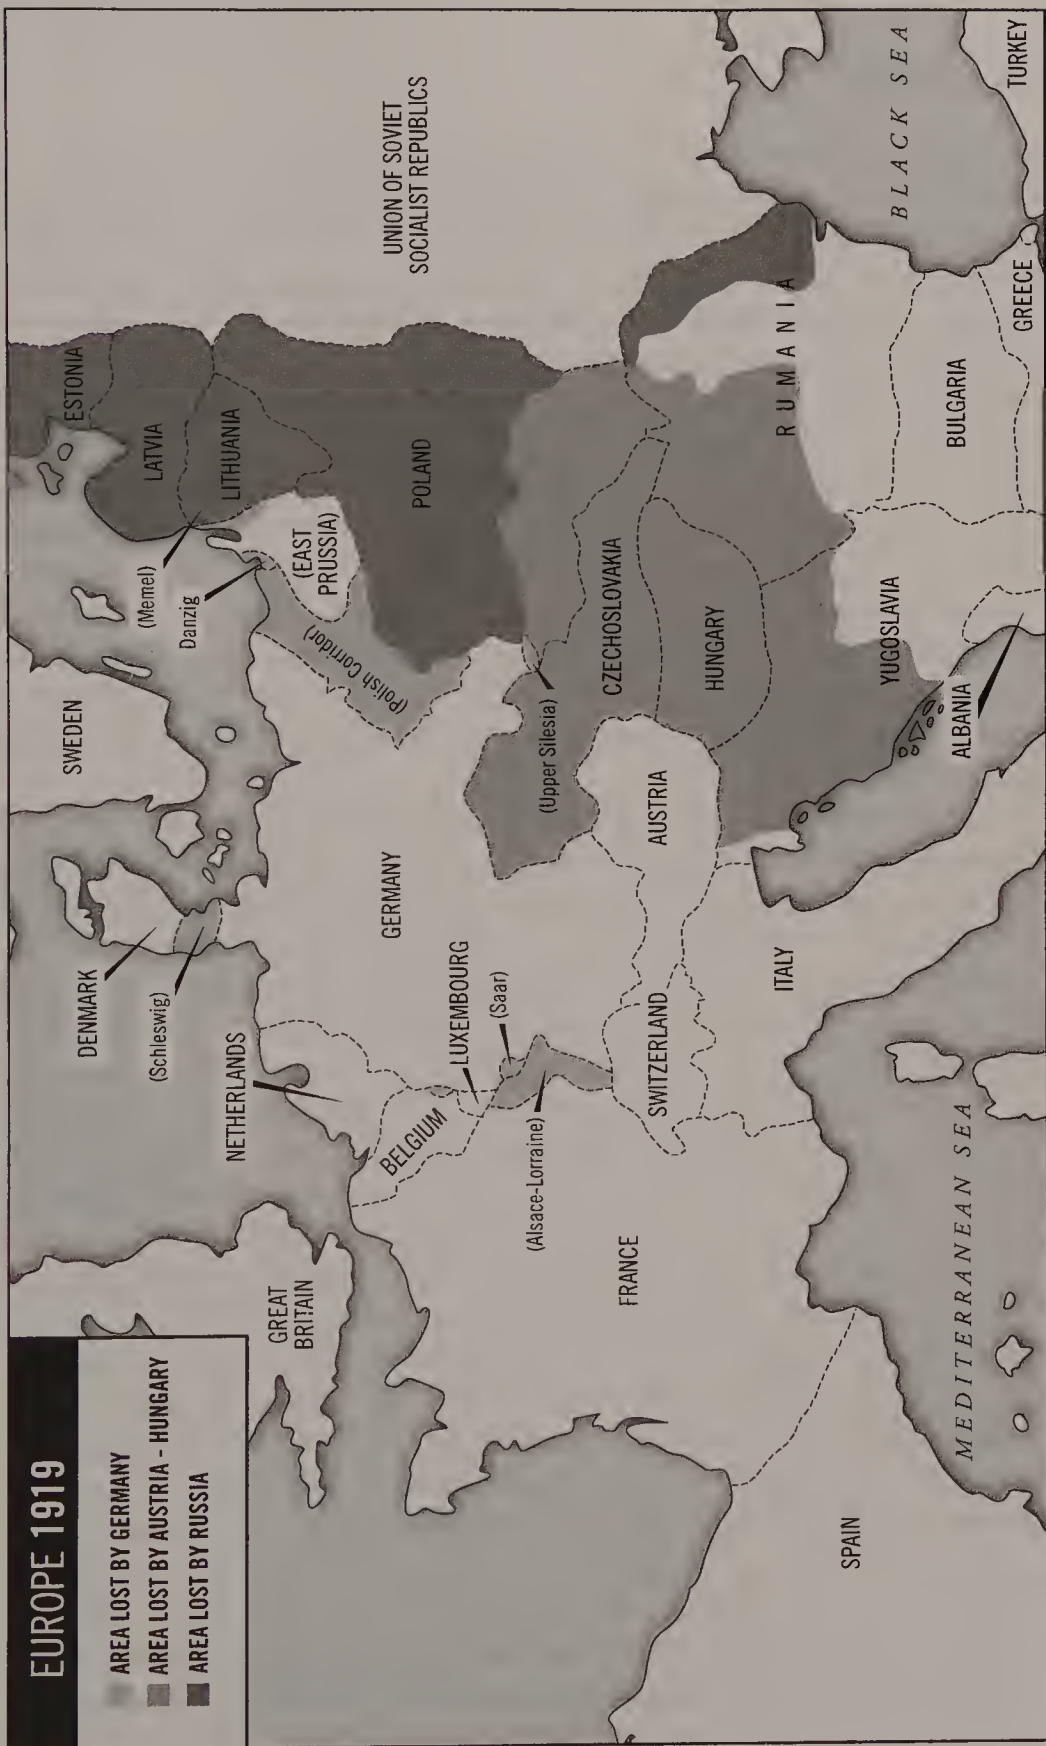 EUROPE 1919
AREA LOST BY GERMANY
AREA LOST BY AUSTRIA - HUNGARY
AREA LOST BY RUSSIA
GREAT
BRITAIN
NETHERLANDS
DENMARK
(Schleswig)
SWEDEN
(Memel)
Danzig
ESTONIA
LATVIA
LITHUANIA
(EAST
PRUSSIA)
(Polish Corridor)
POLAND
UNION OF SOVIET
SOCIALIST REPUBLICS
GERMANY
BELGIUM
LUXEMBOURG
(Saar)
(Alsace-Lorraine)
FRANCE
SWITZERLAND
AUSTRIA
(Upper Silesia)
CZECHOSLOVAKIA
HUNGARY
RUMANIA
SPAIN
ITALY
YUGOSLAVIA
ALBANIA
BULGARIA
GREECE
TURKEY
BLACK SEA
MEDITERRANEAN SEA